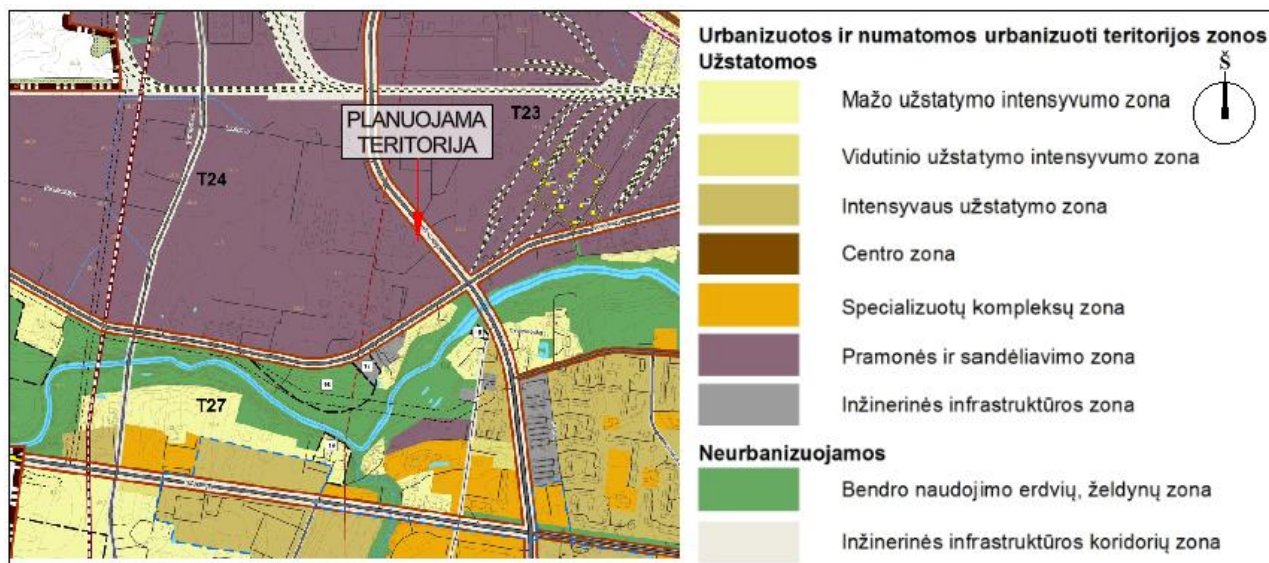 PLANUOJAMA
TERITORIJA
T23
T24
T27
Urbanizuotos ir numatomos urbanizuoti teritorijos zonos
Užstatomos
Š
Mažo užstatymo intensyvumo zona
Vidutinio užstatymo intensyvumo zona
Intensyvaus užstatymo zona
Centro zona
Specializuotų kompleksų zona
Pramonės ir sandėliavimo zona
Inžinerinės infrastruktūros zona
Neurbanizuojamos
Bendro naudojimo erdvių, želdynų zona
Inžinerinės infrastruktūros koridorių zona